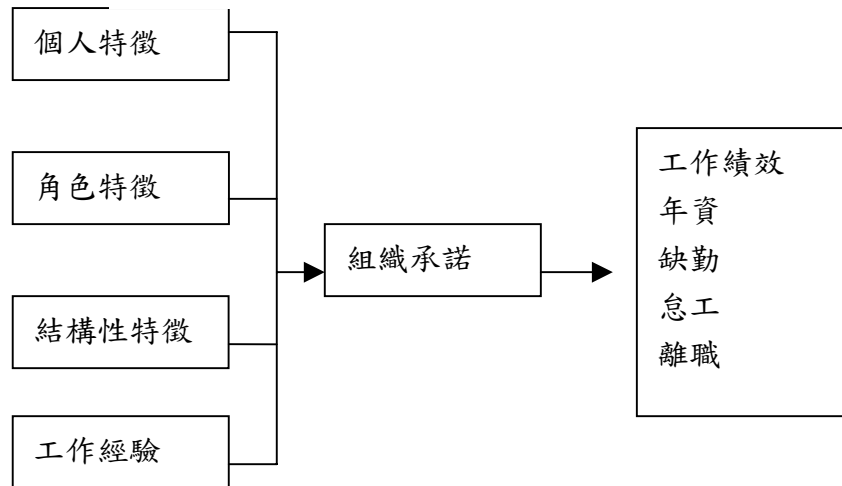 個人特徵
角色特徵
結構性特徵
工作經驗
組織承諾
工作績效
年資
缺勤
怠工
離職